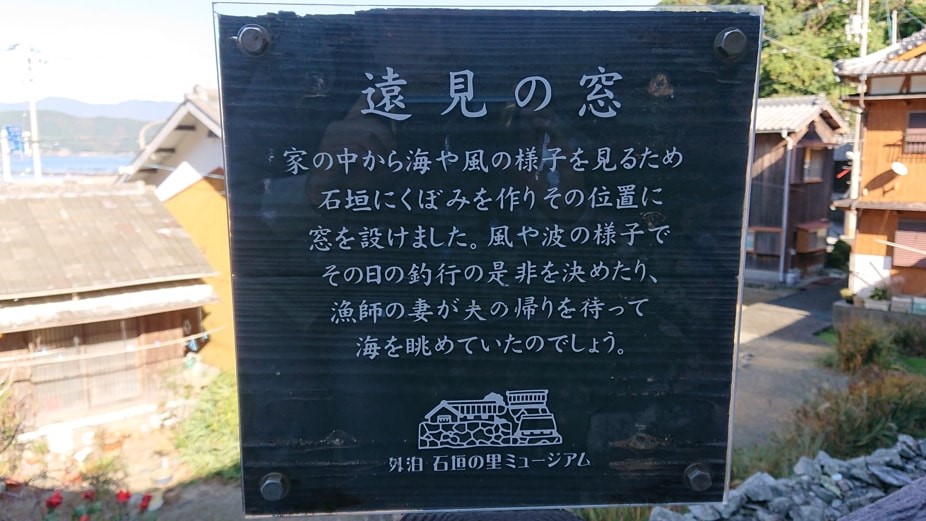 遠見の窓
家の中から海や風の様子を見るため
石垣にくぼみを作りその位置に
窓を設けました。風や波の様子で
その日の釣行の是非を決めたり、
漁師の妻が夫の帰りを待って
海を眺めていたのでしょう。
外泊 石垣の里ミュージアム